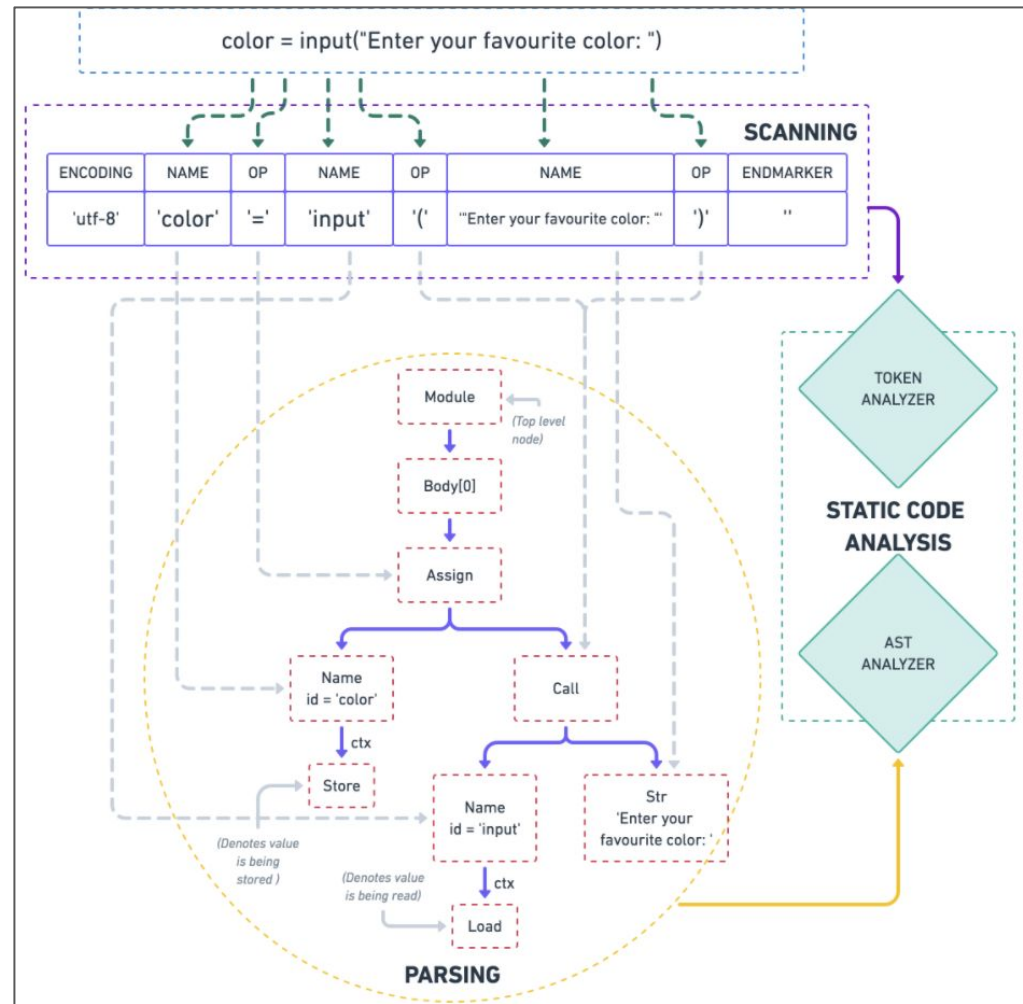 color = input("Enter your favourite color: ")
SCANNING
ENCODING NAME OP NAME OP NAME OP ENDMARKER
'utf-8' 'color' '=' 'input' '(' '"Enter your favourite color: "' ')' ''
TOKEN
ANALYZER
Module
(Top level
node)
Body[0]
STATIC CODE
ANALYSIS
Assign
AST
ANALYZER
Name
id = 'color'
Call
ctx
Store
Name
id = 'input'
Str
'Enter your
favourite color: '
(Denotes value
is being
stored )
(Denotes value
is being read)
ctx
Load
PARSING